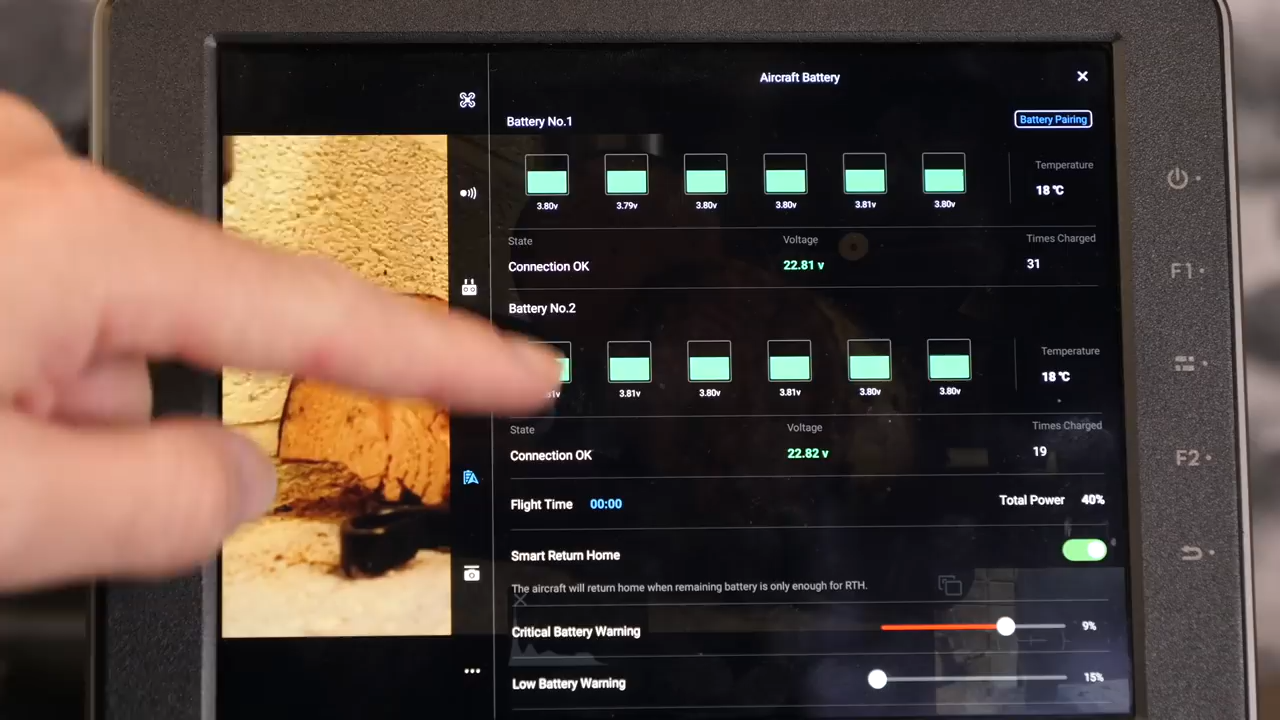 Aircraft Battery
Battery No.1
Battery Pairing
3.80v 3.79v 3.80v 3.80v 3.81v 3.80v
Temperature
18°C
State Voltage Times Charged
Connection OK 22.81 v 31
Battery No.2
3.81v 3.80v 3.81v 3.80v 3.80v
Temperature
18°C
State Voltage Times Charged
Connection OK 22.82 v 19
Flight Time 00:00 Total Power 40%
Smart Return Home
The aircraft will return home when remaining battery is only enough for RTH.
Critical Battery Warning 9%
Low Battery Warning 15%
F1
F2